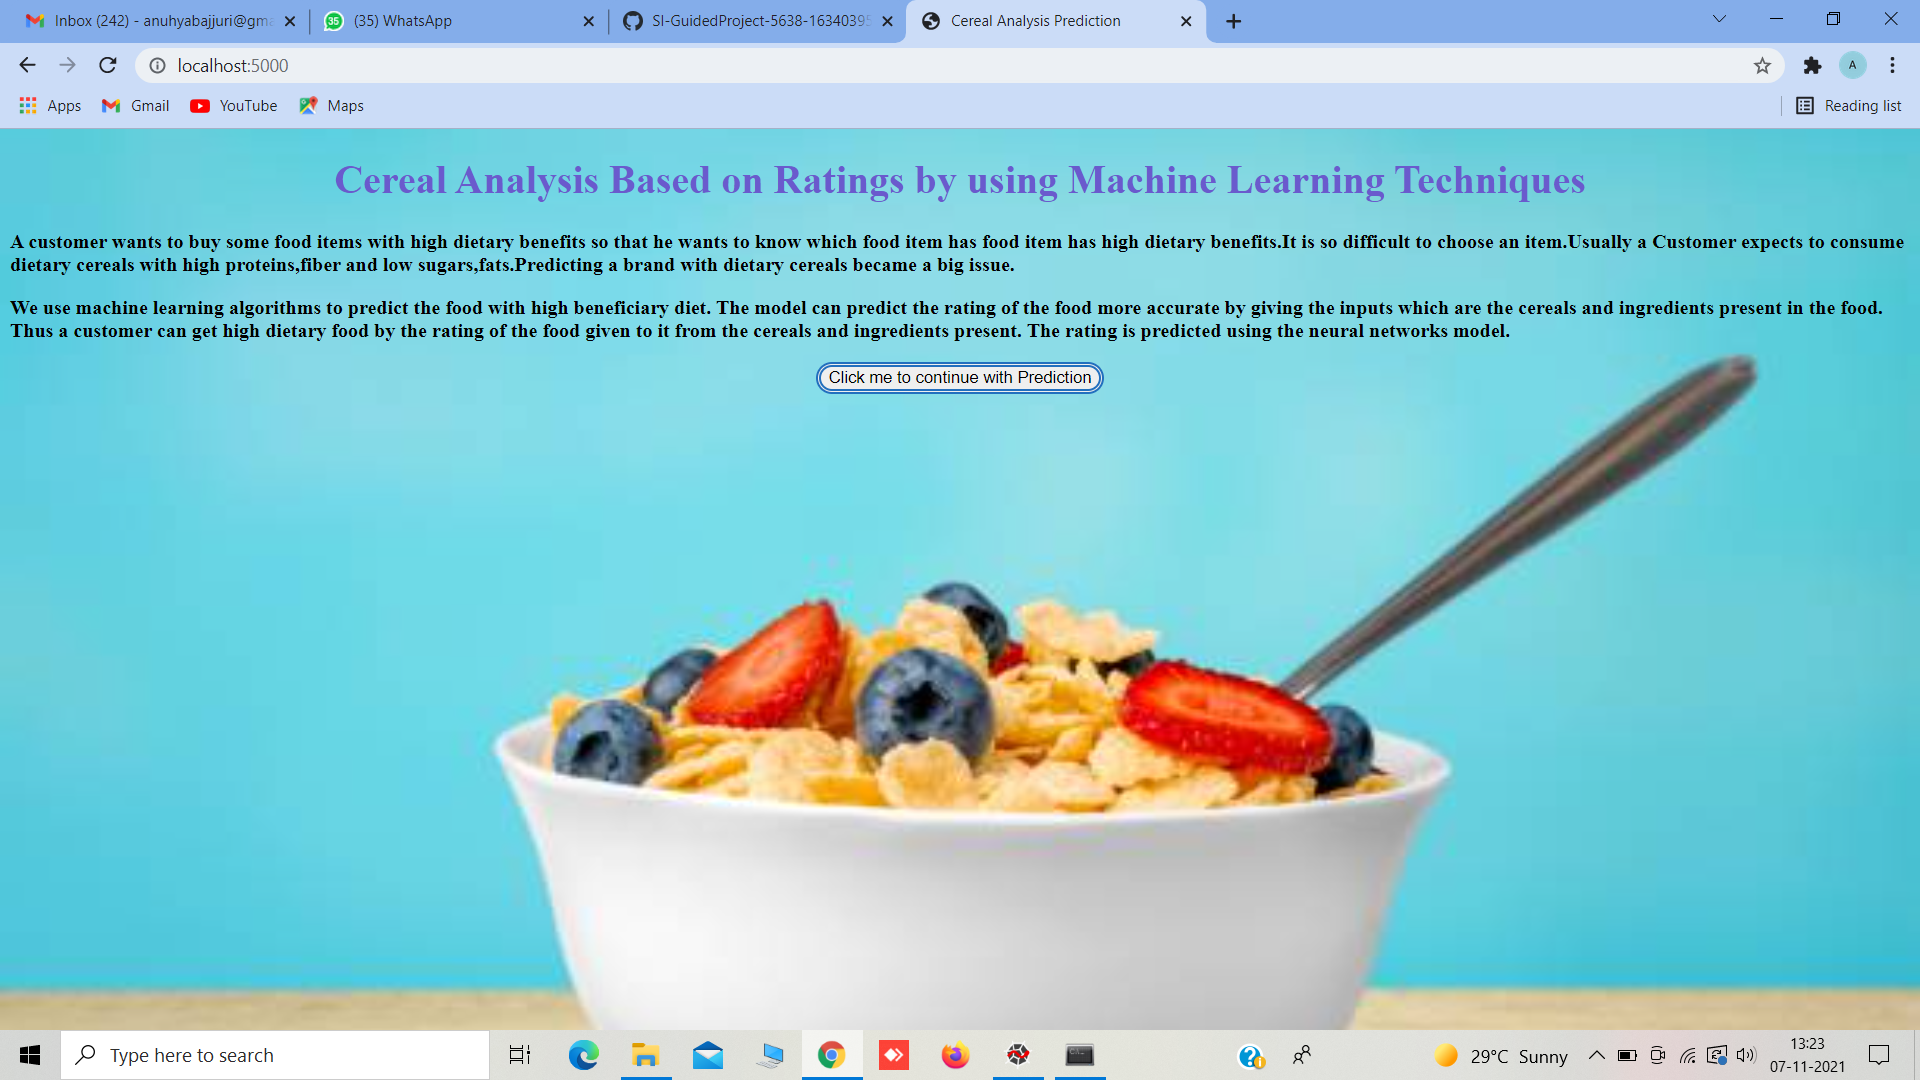 Inbox (242) - anuhyabajjuri@gma
35
(35) WhatsApp
SI-GuidedProject-5638-16340395
Cereal Analysis Prediction
localhost:5000
A
Apps
Gmail
YouTube
Maps
Reading list
Cereal Analysis Based on Ratings by using Machine Learning Techniques
A customer wants to buy some food items with high dietary benefits so that he wants to know which food item has food item has high dietary benefits.It is so difficult to choose an item.Usually a Customer expects to consume
dietary cereals with high proteins,fiber and low sugars,fats.Predicting a brand with dietary cereals became a big issue.
We use machine learning algorithms to predict the food with high beneficiary diet. The model can predict the rating of the food more accurate by giving the inputs which are the cereals and ingredients present in the food.
Thus a customer can get high dietary food by the rating of the food given to it from the cereals and ingredients present. The rating is predicted using the neural networks model.
Click me to continue with Prediction
Type here to search
29°C Sunny
13:23
07-11-2021